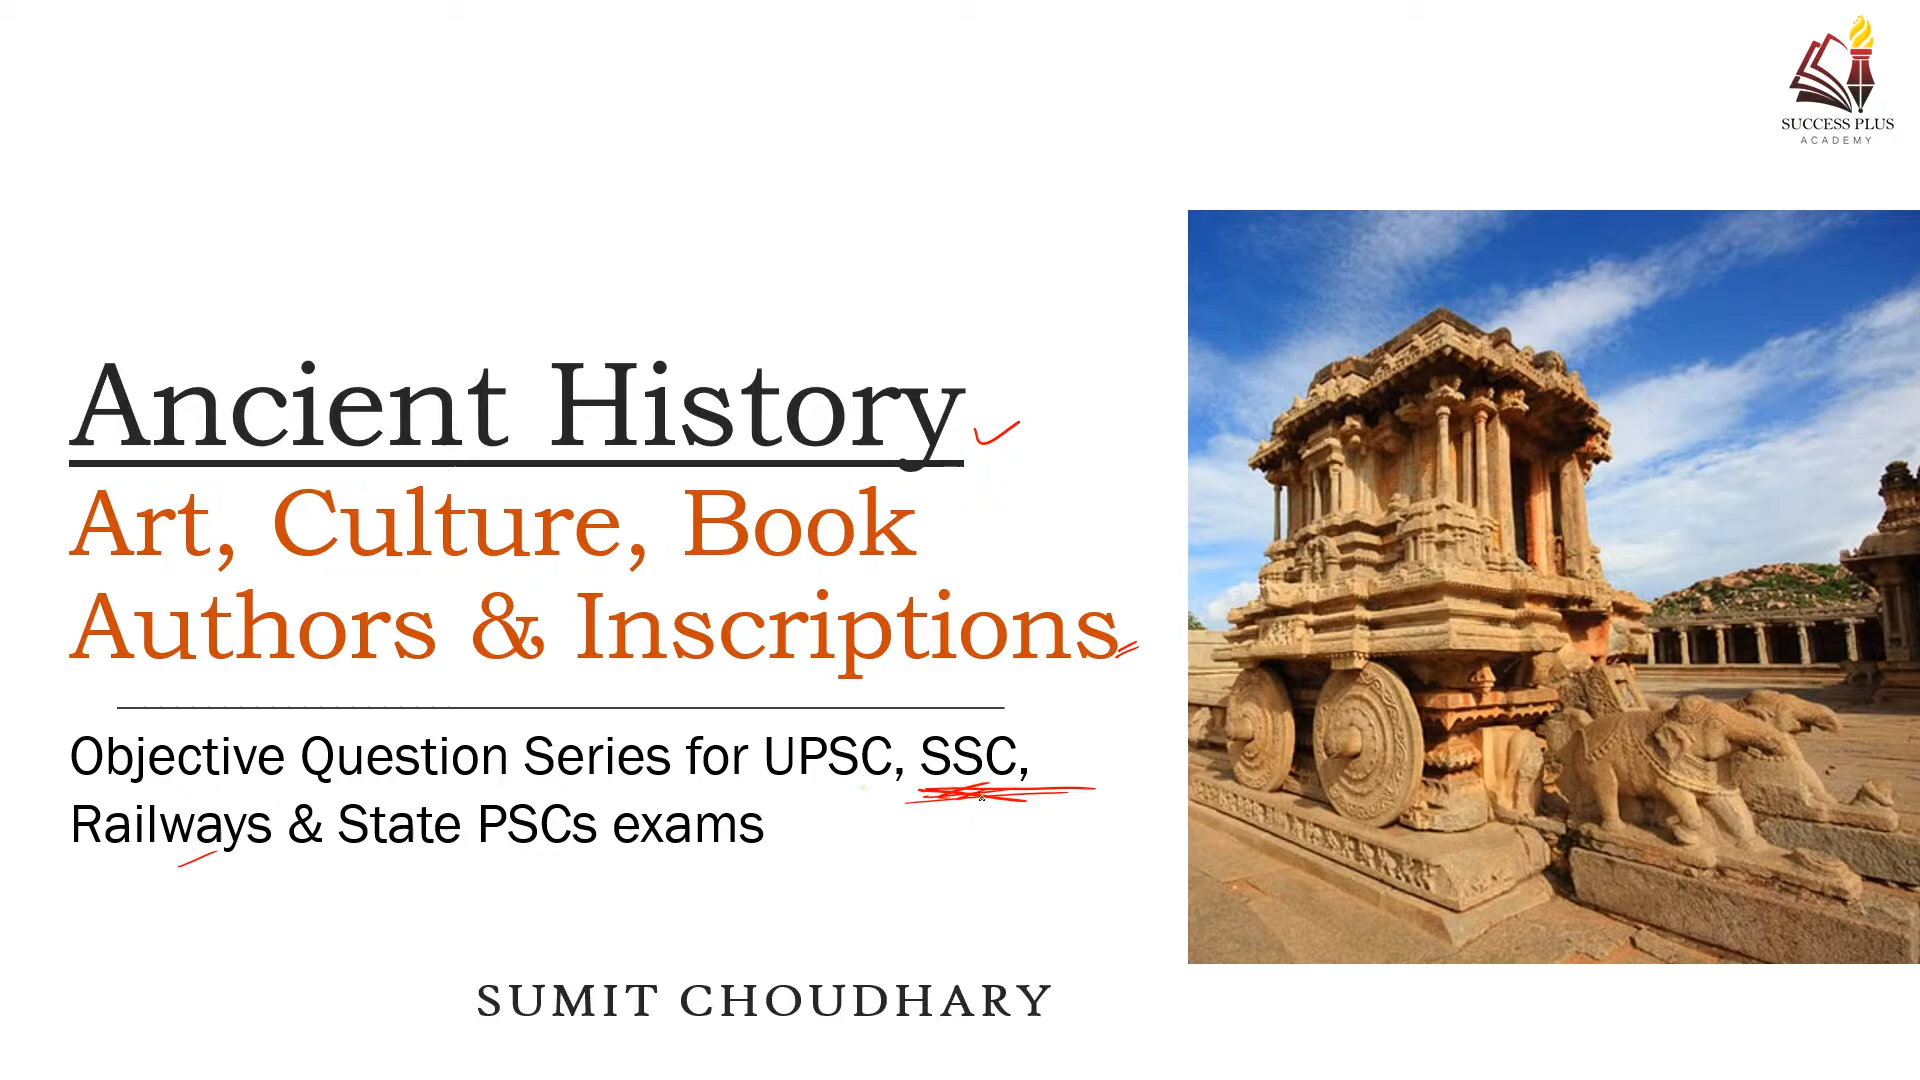 SUCCESS PLUS
ACADEMY
Ancient History
Art, Culture, Book
Authors & Inscriptions
Objective Question Series for UPSC, SSC,
Railways & State PSCs exams
SUMIT CHOUDHARY